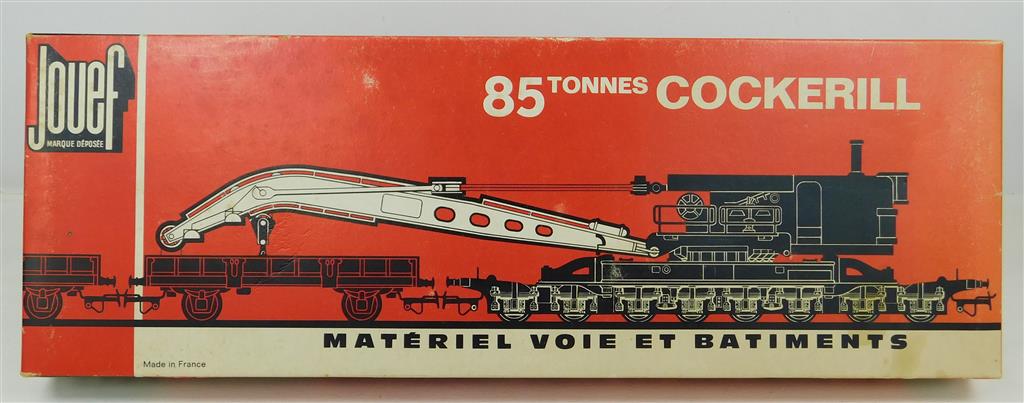 Jouef
MARQUE DÉPOSÉE
85 TONNES COCKERILL
MATÉRIEL VOIE ET BATIMENTS
Made in France